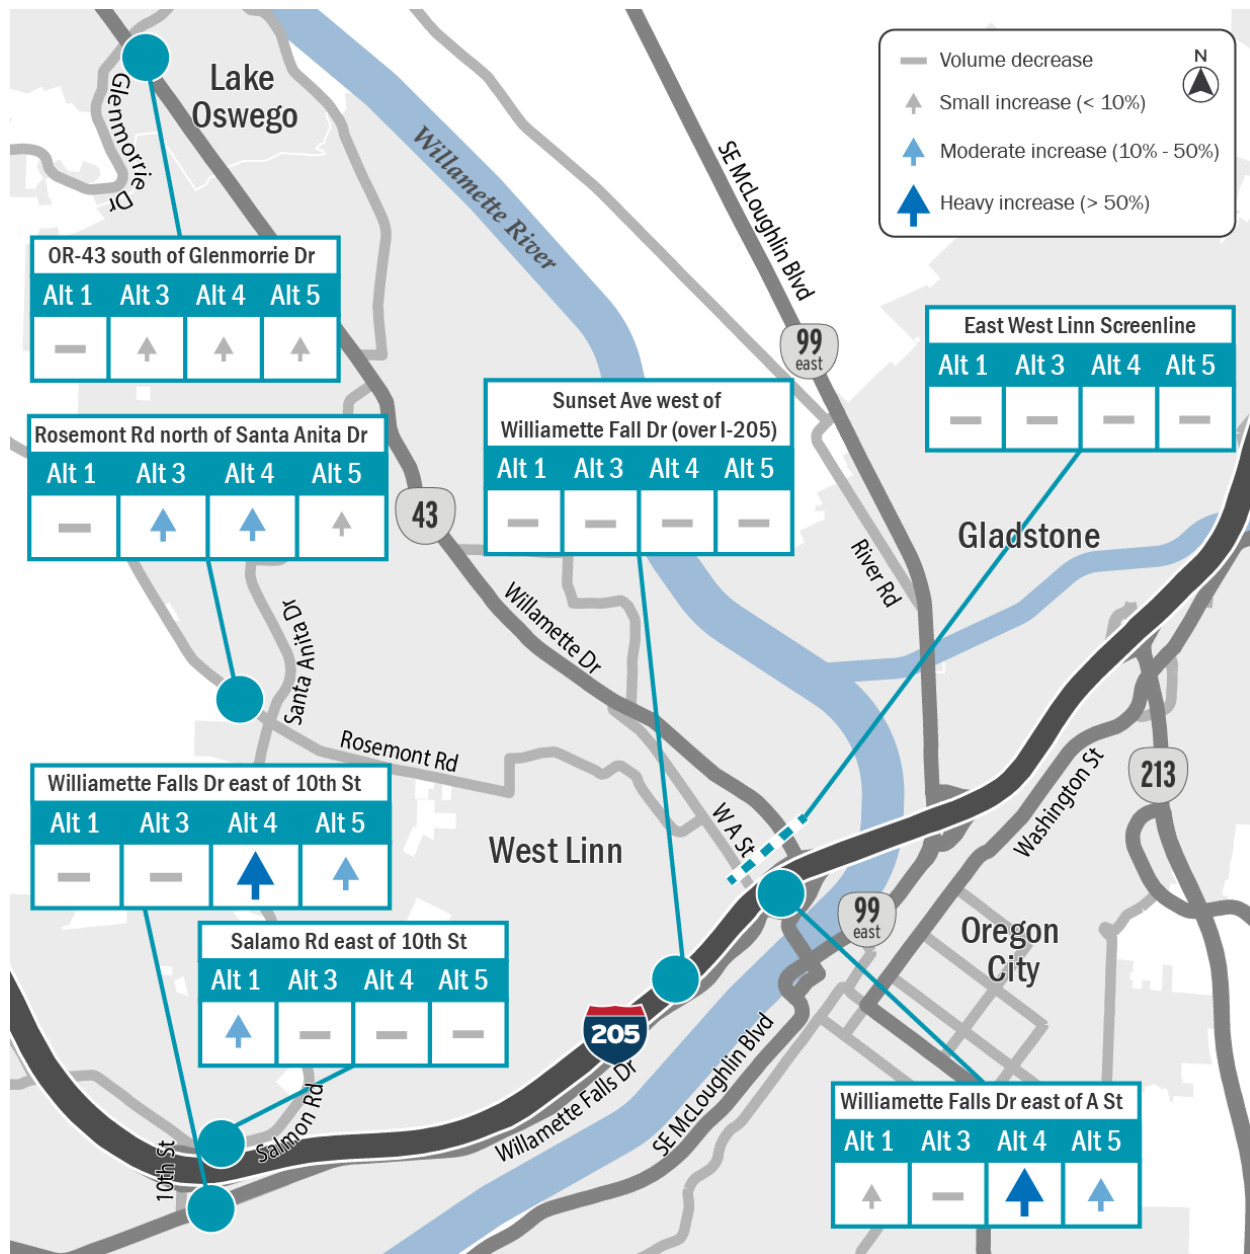 Lake
Oswego
Glenmorrie
Dr
Willamette River
SE McLoughlin Blvd
N
Volume decrease
Small increase (< 10%)
Moderate increase (10% - 50%)
Heavy increase (> 50%)
OR-43 south of Glenmorrie Dr
Alt 1 Alt 3 Alt 4 Alt 5
99
east
East West Linn Screenline
Alt 1 Alt 3 Alt 4 Alt 5
Rosemont Rd north of Santa Anita Dr
Alt 1 Alt 3 Alt 4 Alt 5
Sunset Ave west of
Williamette Fall Dr (over I-205)
Alt 1 Alt 3 Alt 4 Alt 5
43
Gladstone
River Rd
Willamette Dr
Santa Anita Dr
Rosemont Rd
213
Washington St
Williamette Falls Dr east of 10th St
Alt 1 Alt 3 Alt 4 Alt 5
West Linn
W A St
99
east
Oregon
City
Salamo Rd east of 10th St
Alt 1 Alt 3 Alt 4 Alt 5
205
Willamette Falls Dr
SE McLoughlin Blvd
Salmon Rd
10th St
Williamette Falls Dr east of A St
Alt 1 Alt 3 Alt 4 Alt 5